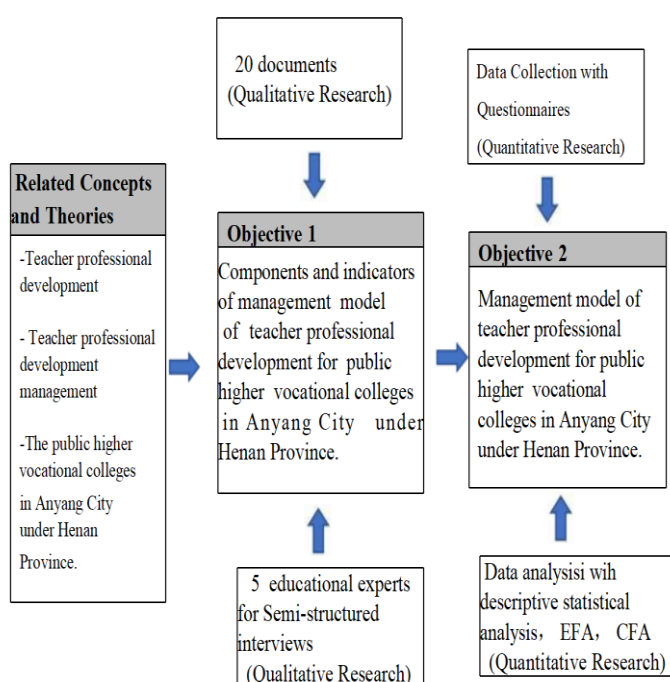 20 documents
(Qualitative Research)
Data Collection with
Questionnaires
(Quantitative Research)
Related Concepts
and Theories
-Teacher professional
development
- Teacher professional
development
management
-The public higher
vocational colleges
in Anyang City
under Henan
Province.
Objective 1
Components and indicators
of management model
of teacher professional
development for public
higher vocational colleges
in Anyang City under
Henan Province.
Objective 2
Management model of
teacher professional
development for public
higher vocational
colleges in Anyang City
under Henan Province.
5 educational experts
for Semi-structured
interviews
(Qualitative Research)
Data analysisi wih
descriptive statistical
analysis, EFA, CFA
(Quantitative Research)